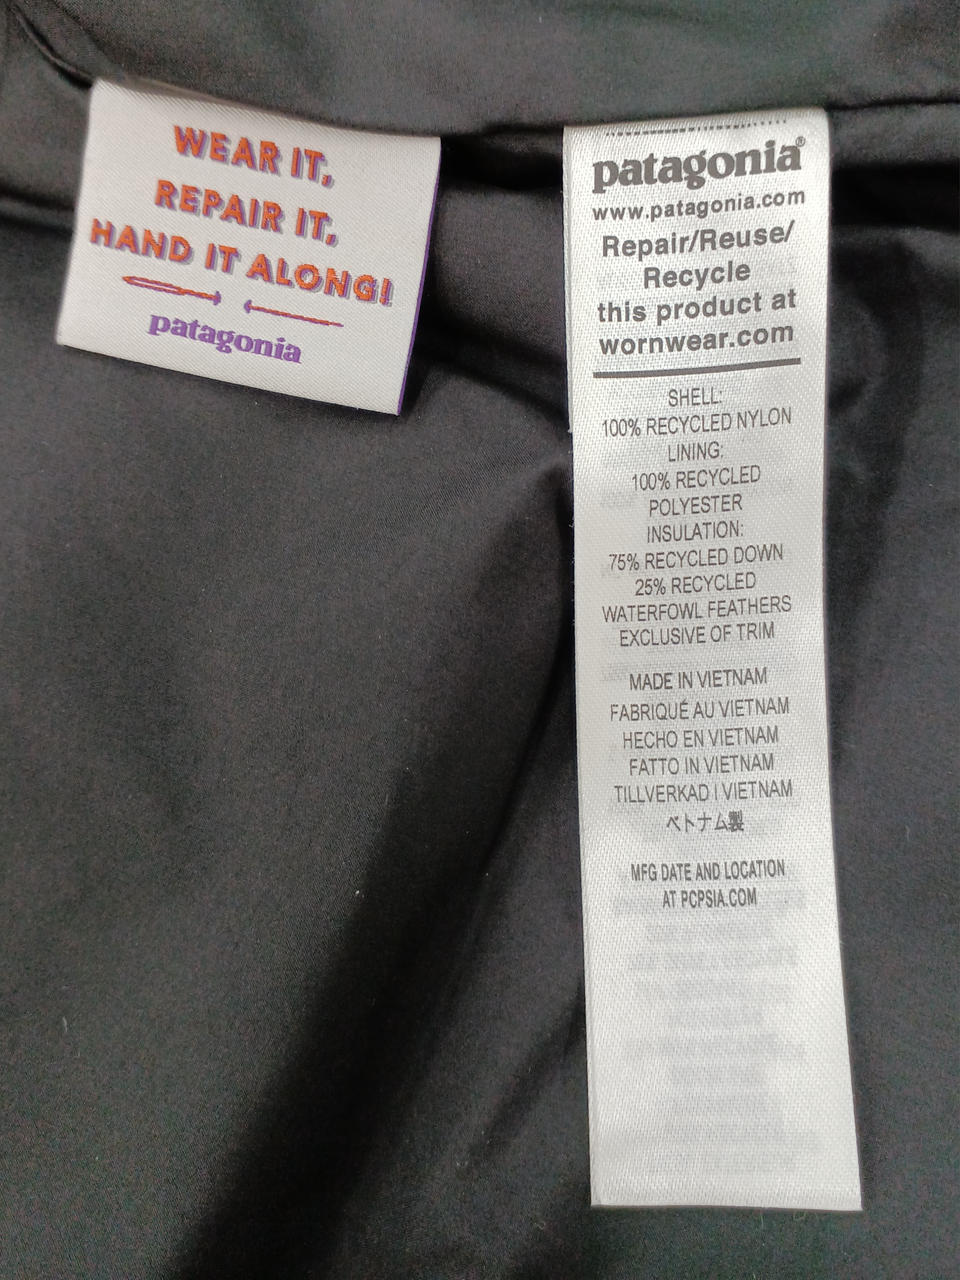 WEAR IT,
REPAIR IT,
HAND IT ALONG!
patagonia
patagonia®
www.patagonia.com
Repair/Reuse/
Recycle
this product at
wornwear.com
SHELL:
100% RECYCLED NYLON
LINING:
100% RECYCLED
POLYESTER
INSULATION:
75% RECYCLED DOWN
25% RECYCLED
WATERFOWL FEATHERS
EXCLUSIVE OF TRIM
MADE IN VIETNAM
FABRIQUÉ AU VIETNAM
HECHO EN VIETNAM
FATTO IN VIETNAM
TILLVERKAD I VIETNAM
ベトナム製
MFG DATE AND LOCATION
AT PCPSIA.COM